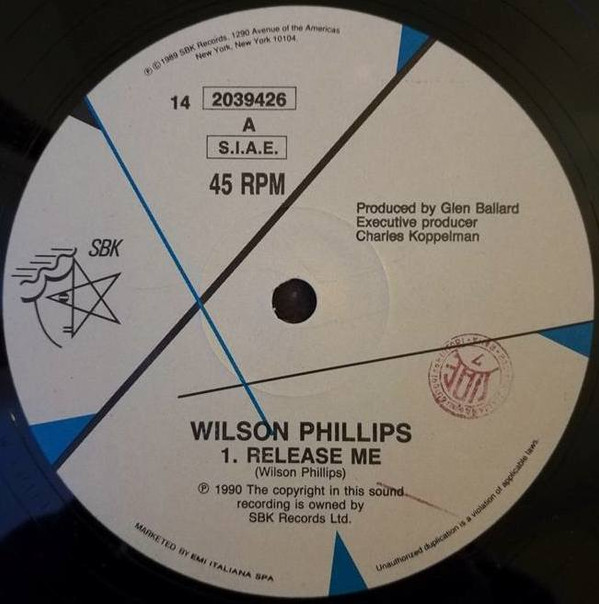 ℗ © 1989 SBK Records. 1290 Avenue of the Americas
New York, New York 10104.
14 2039426
A
S.I.A.E.
45 RPM
Produced by Glen Ballard
Executive producer
Charles Koppelman
SBK
WILSON PHILLIPS
1. RELEASE ME
(Wilson Phillips)
℗ 1990 The copyright in this sound
recording is owned by
SBK Records Ltd.
MARKETED BY EMI ITALIANA SPA
Unauthorized duplication is a violation of applicable laws.